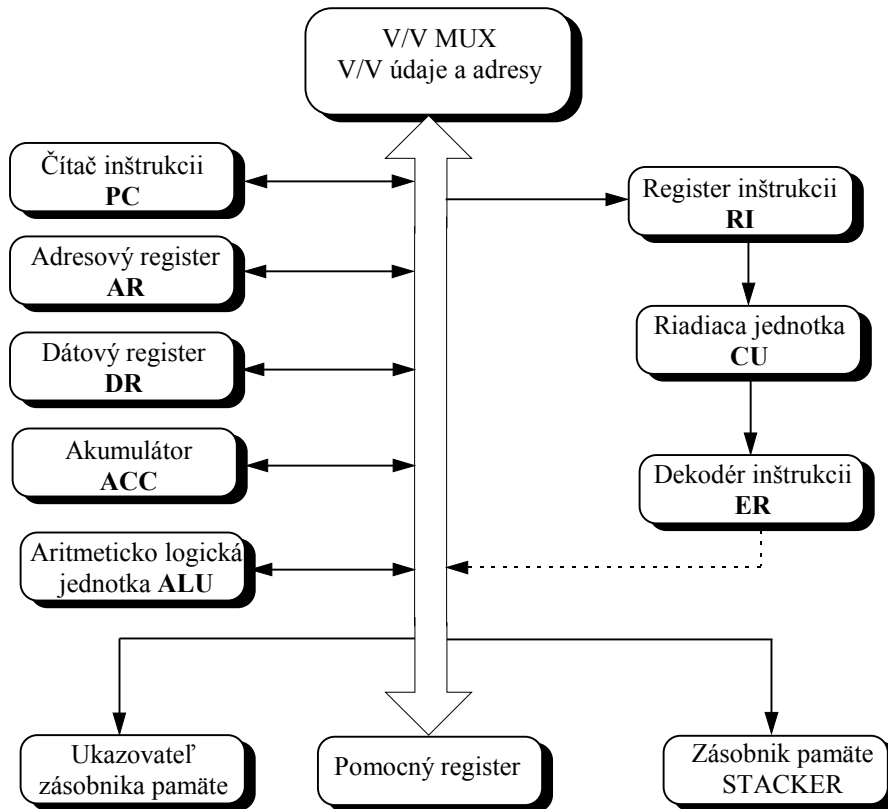 V/V MUX
V/V údaje a adresy
Čítač inštrukcii
PC
Adresový register
AR
Dátový register
DR
Akumulátor
ACC
Aritmeticko logická
jednotka ALU
Register inštrukcii
RI
Riadiaca jednotka
CU
Dekodér inštrukcii
ER
Ukazovateľ
zásobnika pamäte
Pomocný register
Zásobnik pamäte
STACKER